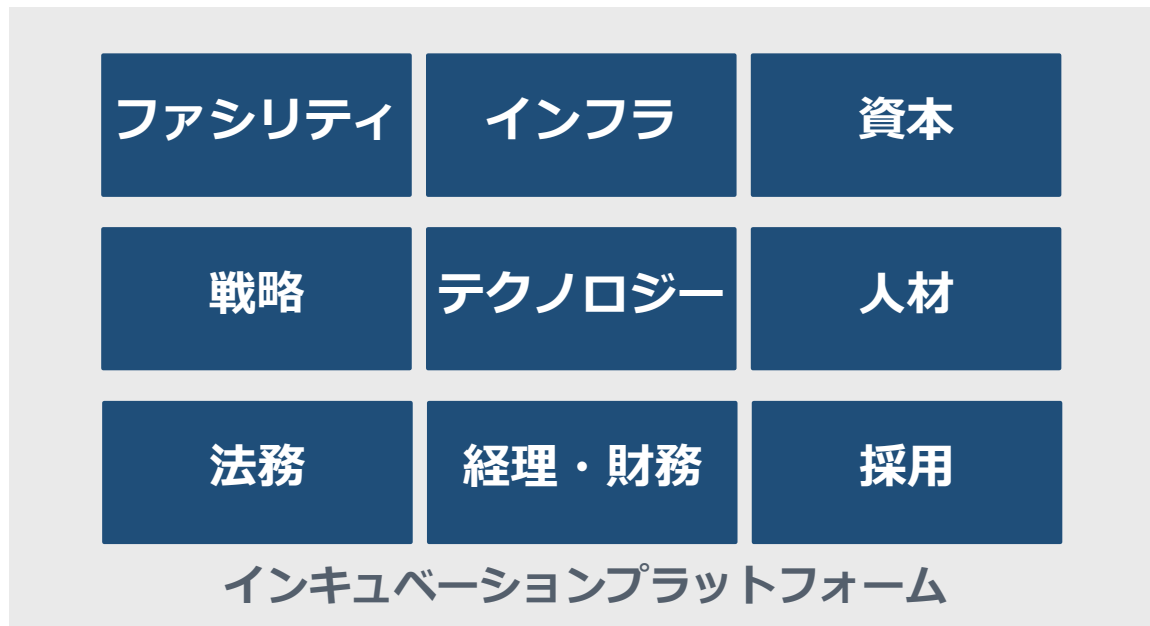 ファシリティ
インフラ
資本
戦略
テクノロジー
人材
法務
経理・財務
採用
インキュベーションプラットフォーム